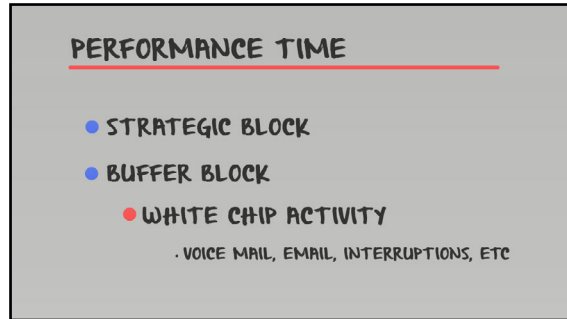 PERFORMANCE TIME
STRATEGIC BLOCK
BUFFER BLOCK
WHITE CHIP ACTIVITY
· VOICE MAIL, EMAIL, INTERRUPTIONS, ETC